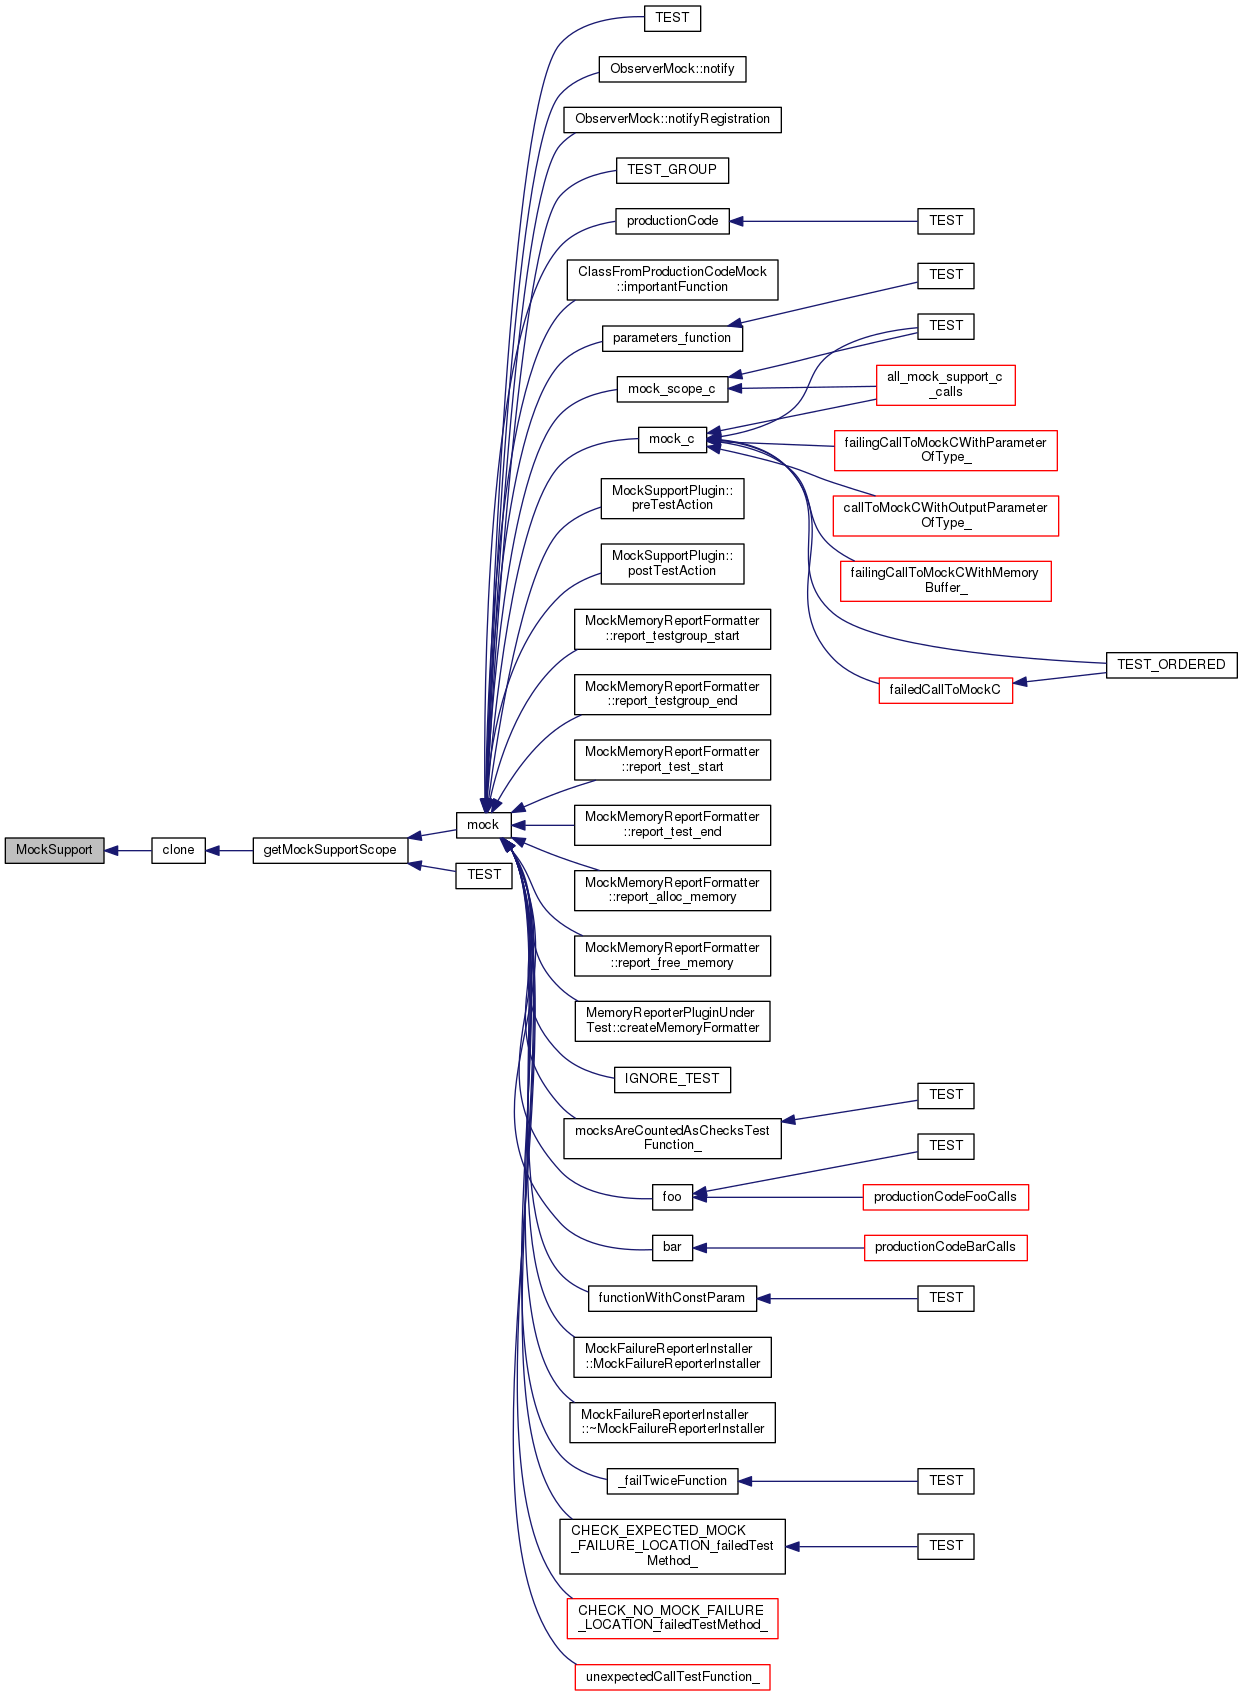 TEST
ObserverMock::notify
ObserverMock::notifyRegistration
TEST_GROUP
productionCode
TEST
ClassFromProductionCodeMock
::importantFunction
TEST
parameters_function
TEST
mock_scope_c
all_mock_support_c
_calls
mock_c
failingCallToMockCWithParameter
OfType_
MockSupportPlugin::
preTestAction
callToMockCWithOutputParameter
OfType_
MockSupportPlugin::
postTestAction
failingCallToMockCWithMemory
Buffer_
MockMemoryReportFormatter
::report_testgroup_start
TEST_ORDERED
MockMemoryReportFormatter
::report_testgroup_end
failedCallToMockC
MockMemoryReportFormatter
::report_test_start
mock
MockMemoryReportFormatter
::report_test_end
MockSupport
clone
getMockSupportScope
TEST
MockMemoryReportFormatter
::report_alloc_memory
MockMemoryReportFormatter
::report_free_memory
MemoryReporterPluginUnder
Test::createMemoryFormatter
IGNORE_TEST
TEST
mocksAreCountedAsChecksTest
Function_
TEST
foo
productionCodeFooCalls
bar
productionCodeBarCalls
functionWithConstParam
TEST
MockFailureReporterInstaller
::MockFailureReporterInstaller
MockFailureReporterInstaller
::~MockFailureReporterInstaller
_failTwiceFunction
TEST
CHECK_EXPECTED_MOCK
_FAILURE_LOCATION_failedTest
Method_
TEST
CHECK_NO_MOCK_FAILURE
_LOCATION_failedTestMethod_
unexpectedCallTestFunction_